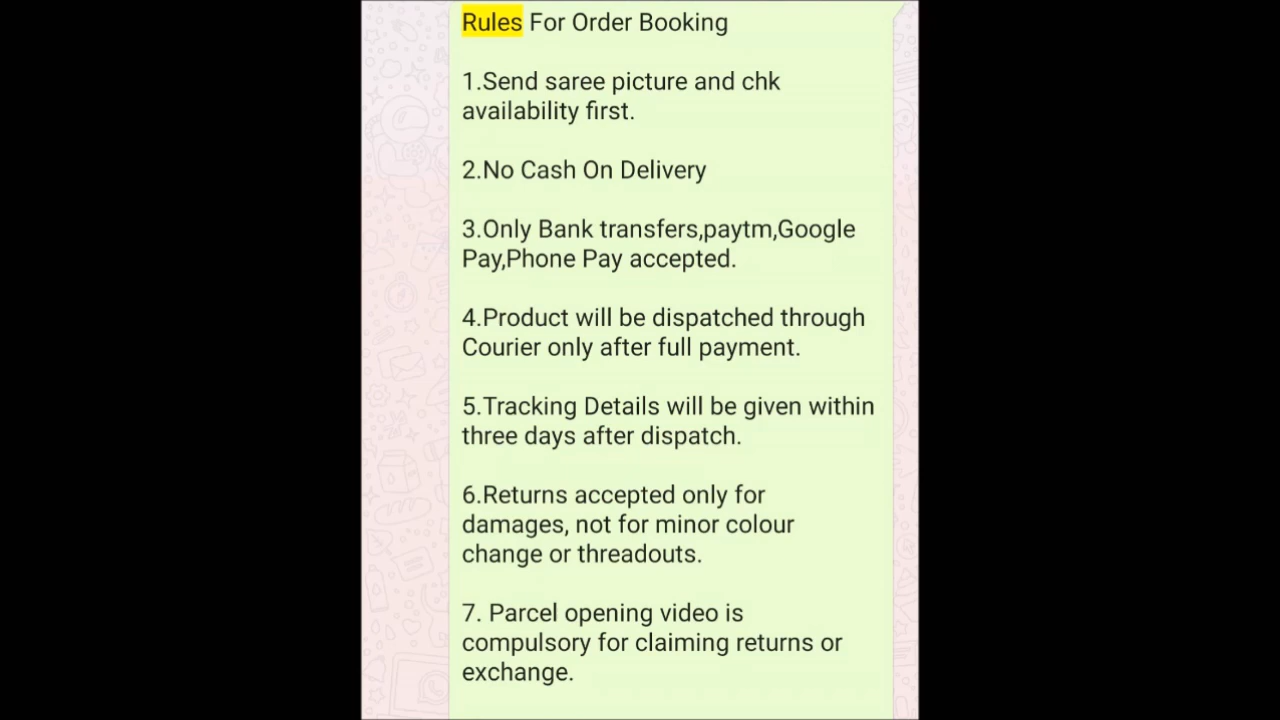 Rules For Order Booking
1.Send saree picture and chk
availability first.
2.No Cash On Delivery
3.Only Bank transfers,paytm,Google
Pay,Phone Pay accepted.
4.Product will be dispatched through
Courier only after full payment.
5.Tracking Details will be given within
three days after dispatch.
6.Returns accepted only for
damages, not for minor colour
change or threadouts.
7. Parcel opening video is
compulsory for claiming returns or
exchange.